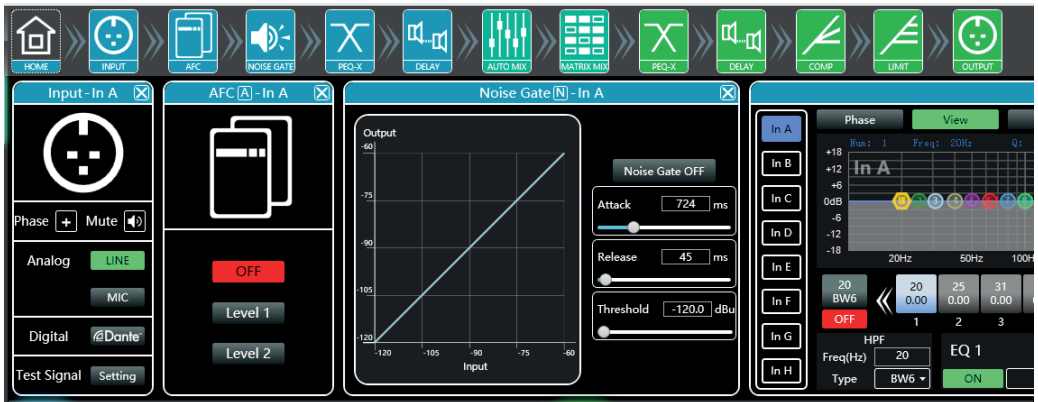 HOME
INPUT
AFC
NOISE GATE
PEQ-X
DELAY
AUTO MIX
MATRIX MIX
PEQ-X
DELAY
COMP
LIMIT
OUTPUT
Input-In A
Phase + Mute
Analog LINE
MIC
Digital Dante
Test Signal Setting
AFC A - In A
OFF
Level 1
Level 2
Noise Gate N - In A
Output
-60
-75
-90
-105
-120
-120 -105 -90 -75 -60
Input
Noise Gate OFF
Attack 724 ms
Release 45 ms
Threshold -120.0 dBu
In A
In B
In C
In D
In E
In F
In G
In H
Phase View
Num: 1 Freq: 20Hz Q:
In A
+18
+12
+6
0dB
-6
-12
-18
20Hz 50Hz 100H
20
BW6
OFF
20 25 31
0.00 0.00 0.00
1 2 3
HPF
Freq(Hz) 20
Type BW6
EQ 1
ON